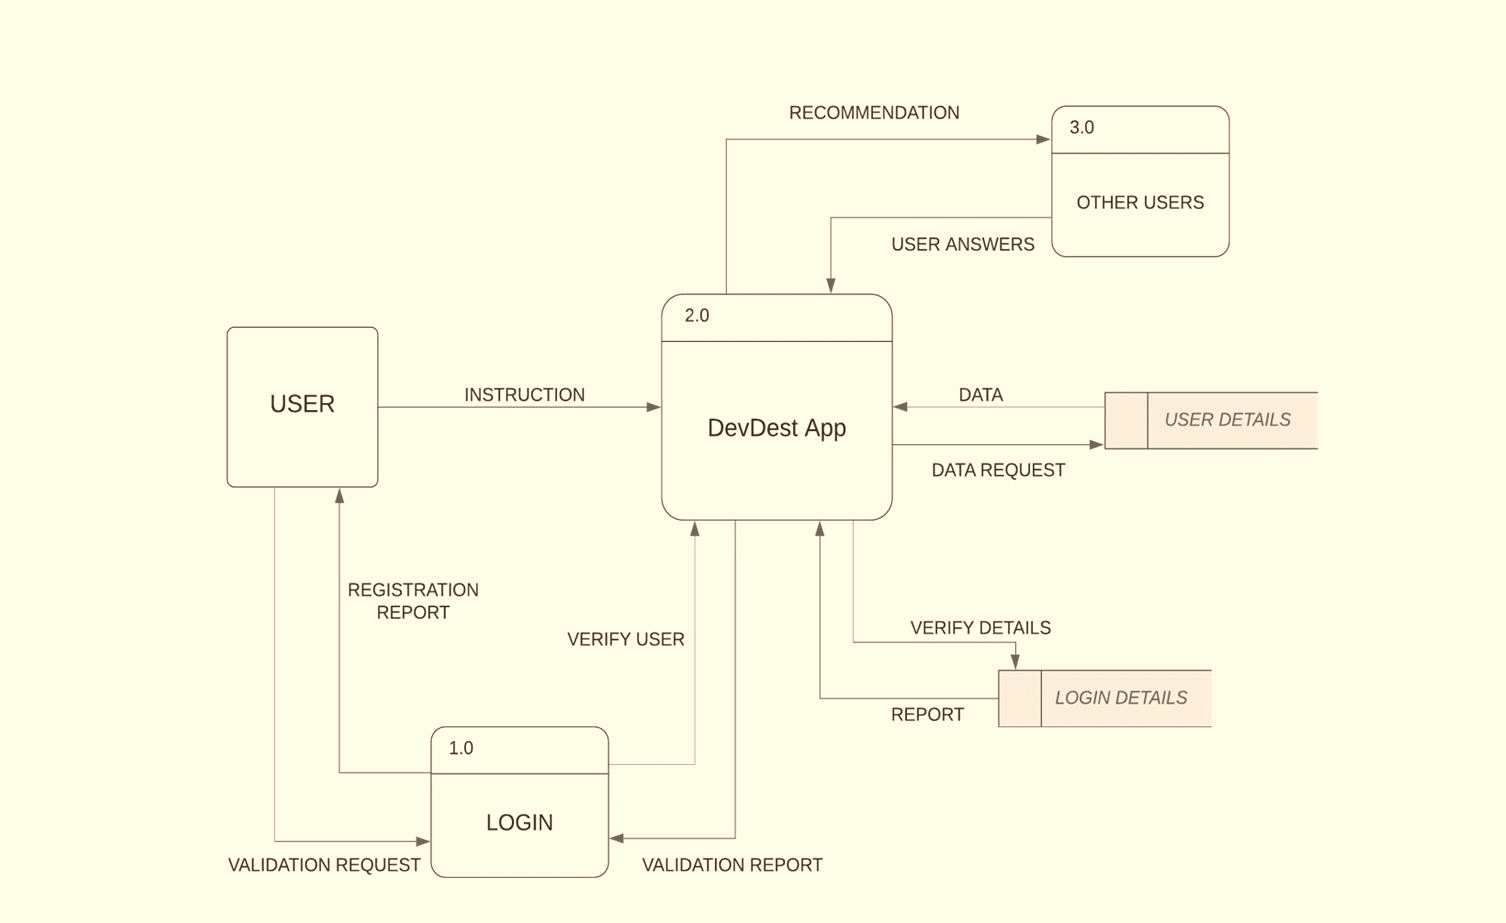 RECOMMENDATION
3.0
OTHER USERS
USER ANSWERS
2.0
USER
INSTRUCTION
DevDest App
DATA
USER DETAILS
DATA REQUEST
REGISTRATION
REPORT
VERIFY USER
VERIFY DETAILS
LOGIN DETAILS
REPORT
1.0
LOGIN
VALIDATION REQUEST
VALIDATION REPORT